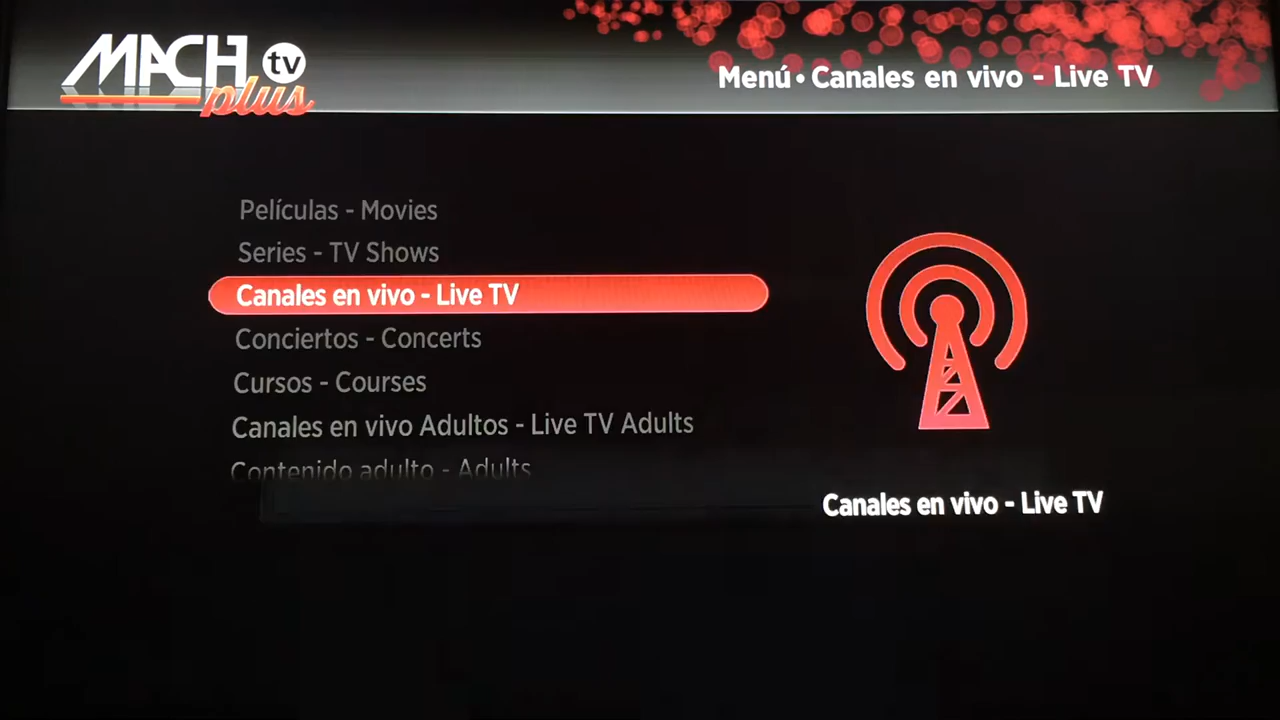 MACH tv
plus
Menú • Canales en vivo - Live TV
Películas - Movies
Series - TV Shows
Canales en vivo - Live TV
Conciertos - Concerts
Cursos - Courses
Canales en vivo Adultos - Live TV Adults
Contenido adulto - Adults
Canales en vivo - Live TV